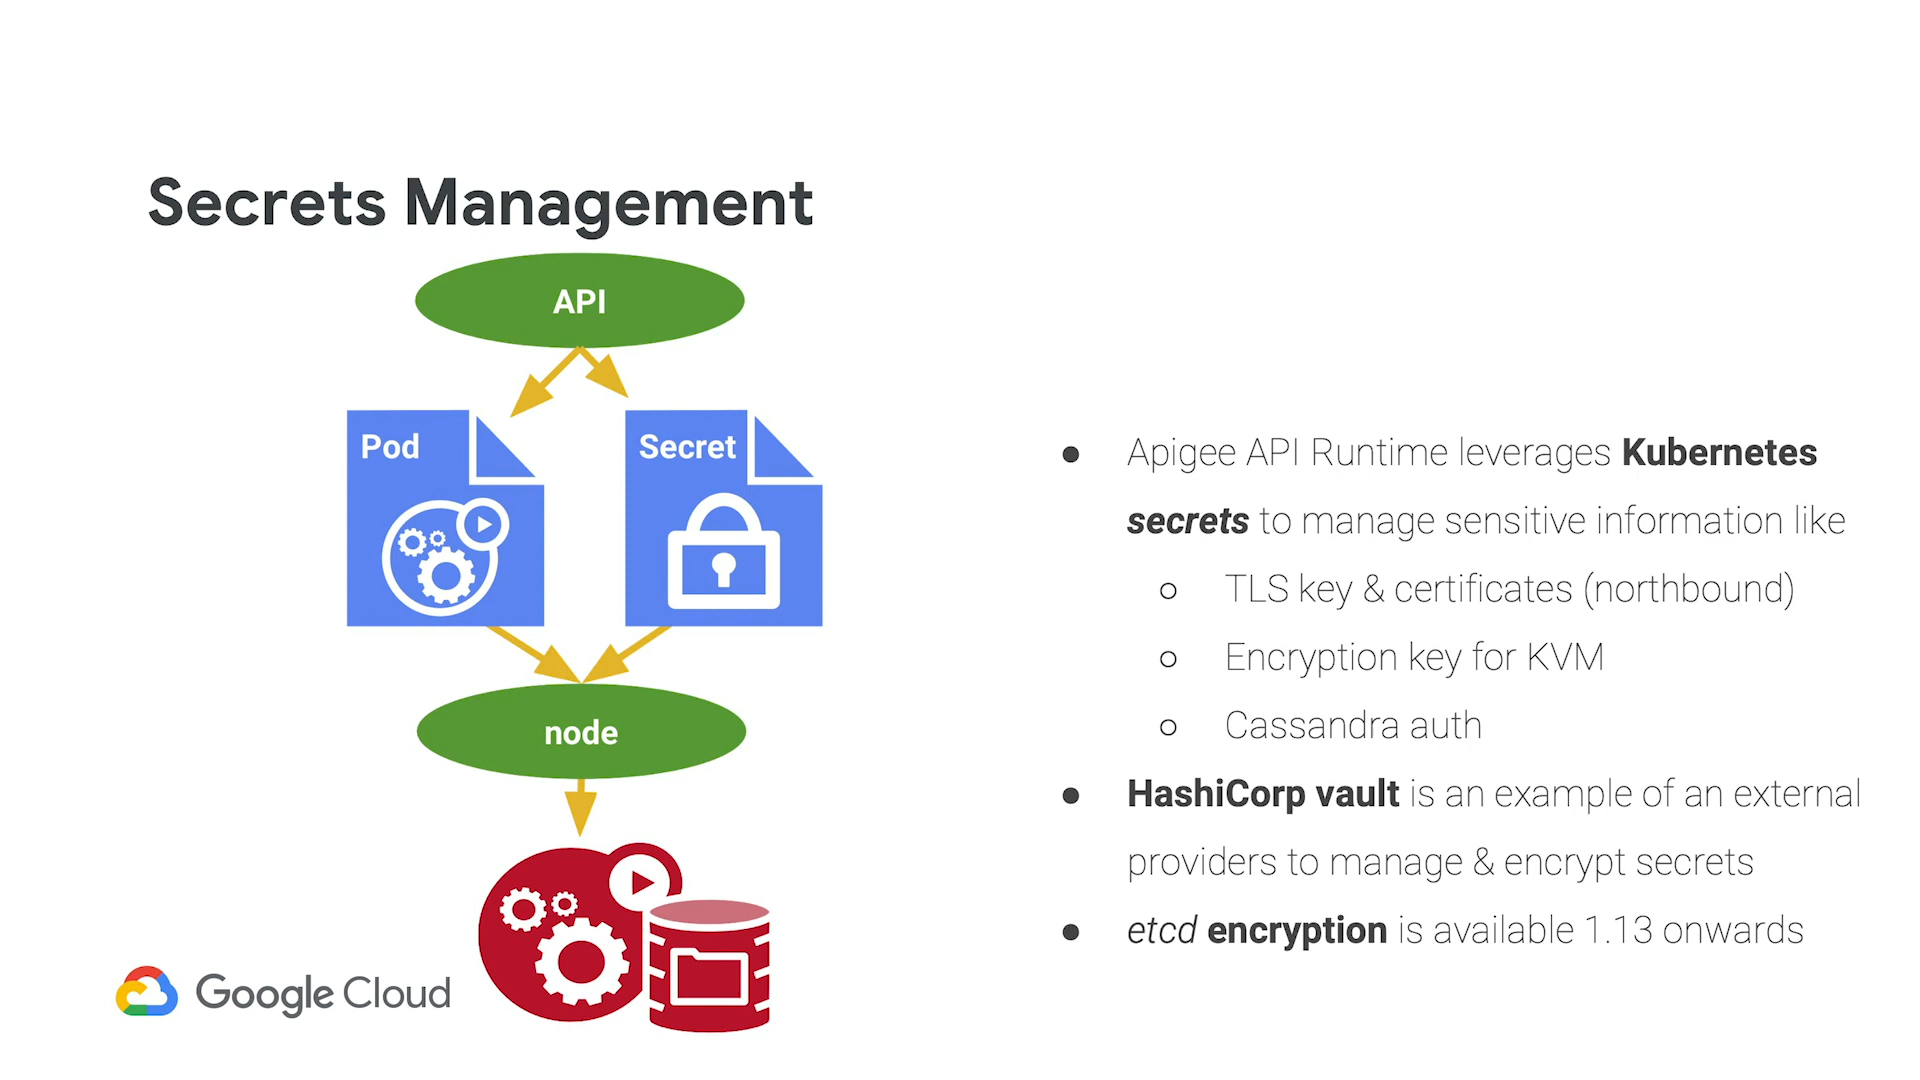 Secrets Management
API
Pod
Secret
node
● Apigee API Runtime leverages Kubernetes
secrets to manage sensitive information like
○ TLS key & certificates (northbound)
○ Encryption key for KVM
○ Cassandra auth
● HashiCorp vault is an example of an external
providers to manage & encrypt secrets
● etcd encryption is available 1.13 onwards
Google Cloud